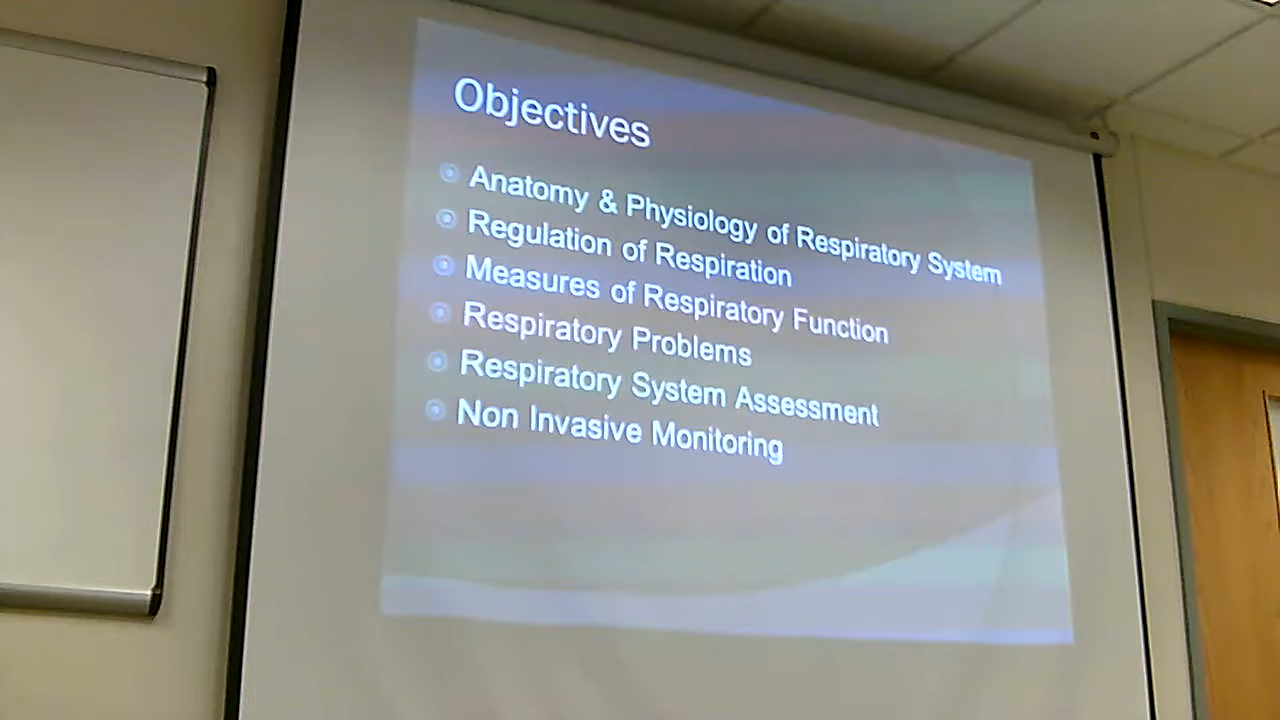 Objectives
Anatomy & Physiology of Respiratory System
Regulation of Respiration
Measures of Respiratory Function
Respiratory Problems
Respiratory System Assessment
Non Invasive Monitoring